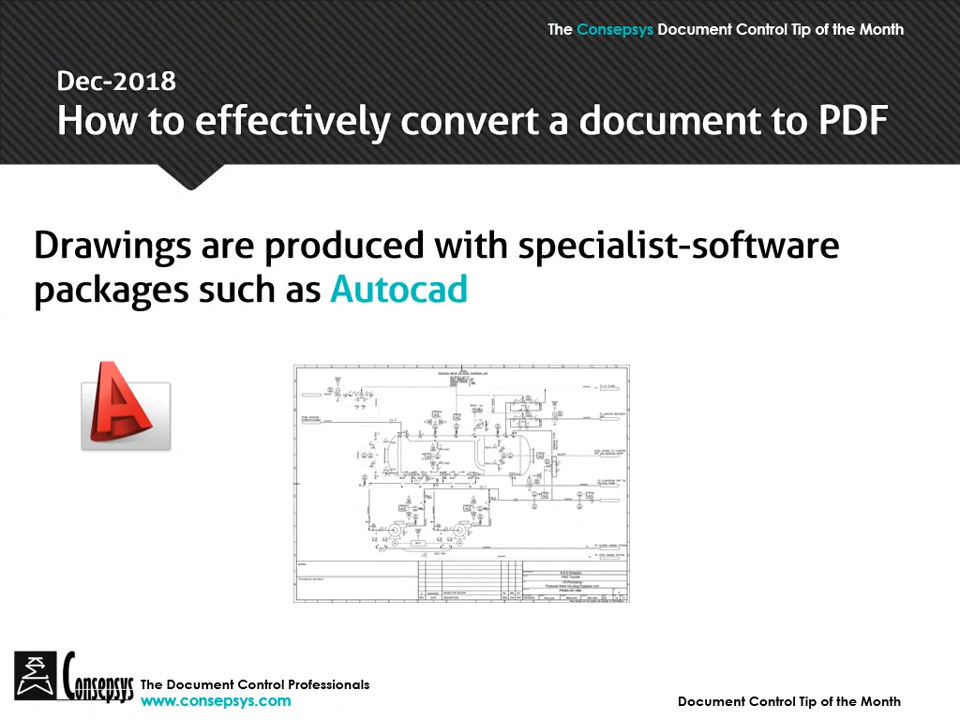 The Consepsys Document Control Tip of the Month
Dec-2018
How to effectively convert a document to PDF
Drawings are produced with specialist-software
packages such as Autocad
Consepsys
The Document Control Professionals
www.consepsys.com
Document Control Tip of the Month